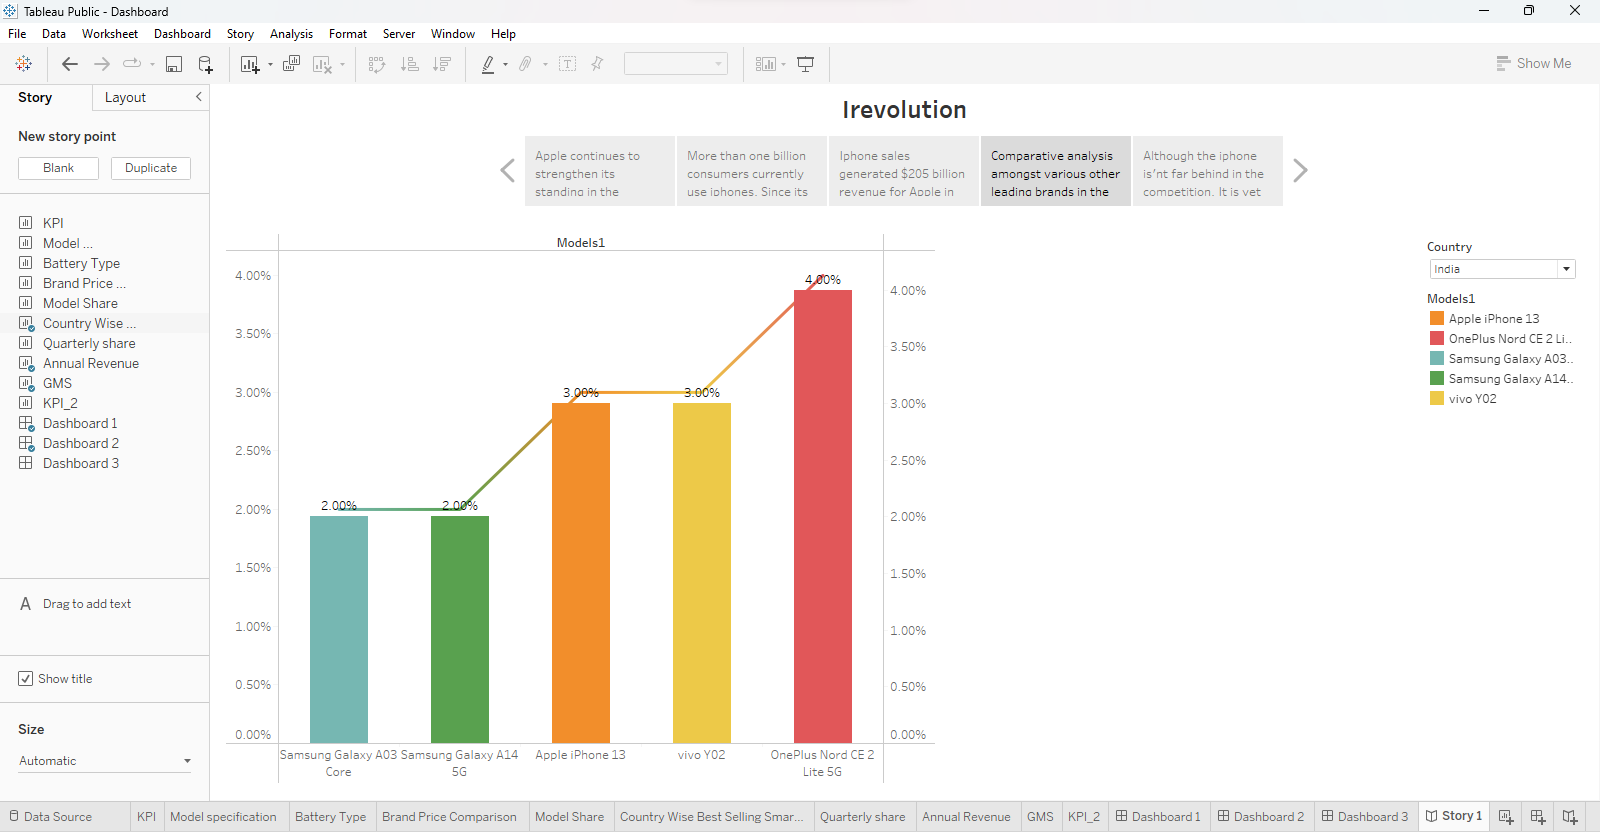 Tableau Public - Dashboard
File Data Worksheet Dashboard Story Analysis Format Server Window Help
Show Me
Story Layout
New story point
Blank Duplicate
KPI
Model ...
Battery Type
Brand Price ...
Model Share
Country Wise ...
Quarterly share
Annual Revenue
GMS
KPI_2
Dashboard 1
Dashboard 2
Dashboard 3
A Drag to add text
Show title
Size
Automatic
Irevolution
Apple continues to
strengthen its
standing in the
More than one billion
consumers currently
use iphones. Since its
Iphone sales
generated $205 billion
revenue for Apple in
Comparative analysis
amongst various other
leading brands in the
Although the iphone
is'nt far behind in the
competition. It is yet
Models1
4.00%
3.50%
3.00%
2.50%
2.00%
1.50%
1.00%
0.50%
0.00%
2.00%
2.00%
3.00%
3.00%
4.00%
4.00%
3.50%
3.00%
2.50%
2.00%
1.50%
1.00%
0.50%
0.00%
Samsung Galaxy A03
Core
Samsung Galaxy A14
5G
Apple iPhone 13
vivo Y02
OnePlus Nord CE 2
Lite 5G
Country
India
Models1
Apple iPhone 13
OnePlus Nord CE 2 Li..
Samsung Galaxy A03..
Samsung Galaxy A14..
vivo Y02
Data Source KPI Model specification Battery Type Brand Price Comparison Model Share Country Wise Best Selling Smar... Quarterly share Annual Revenue GMS KPI_2 Dashboard 1 Dashboard 2 Dashboard 3 Story 1